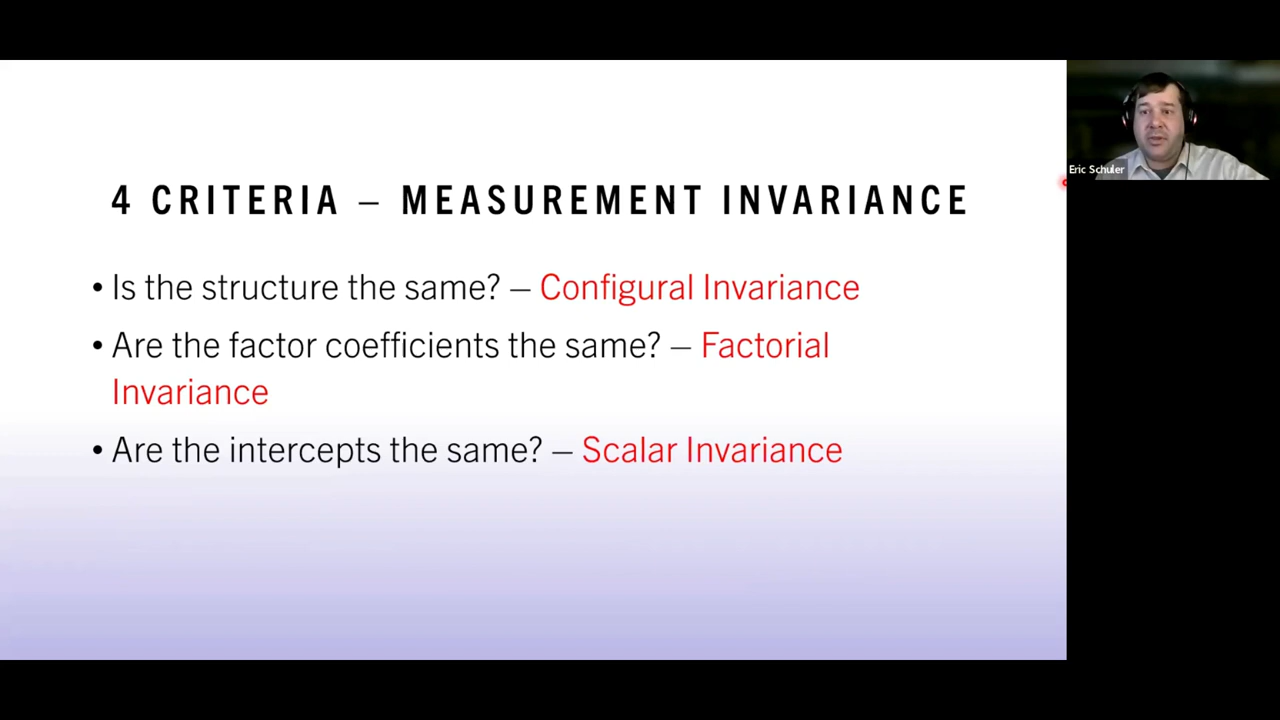 4 CRITERIA – MEASUREMENT INVARIANCE
• Is the structure the same? – Configural Invariance
• Are the factor coefficients the same? – Factorial
Invariance
• Are the intercepts the same? – Scalar Invariance
Eric Schuler